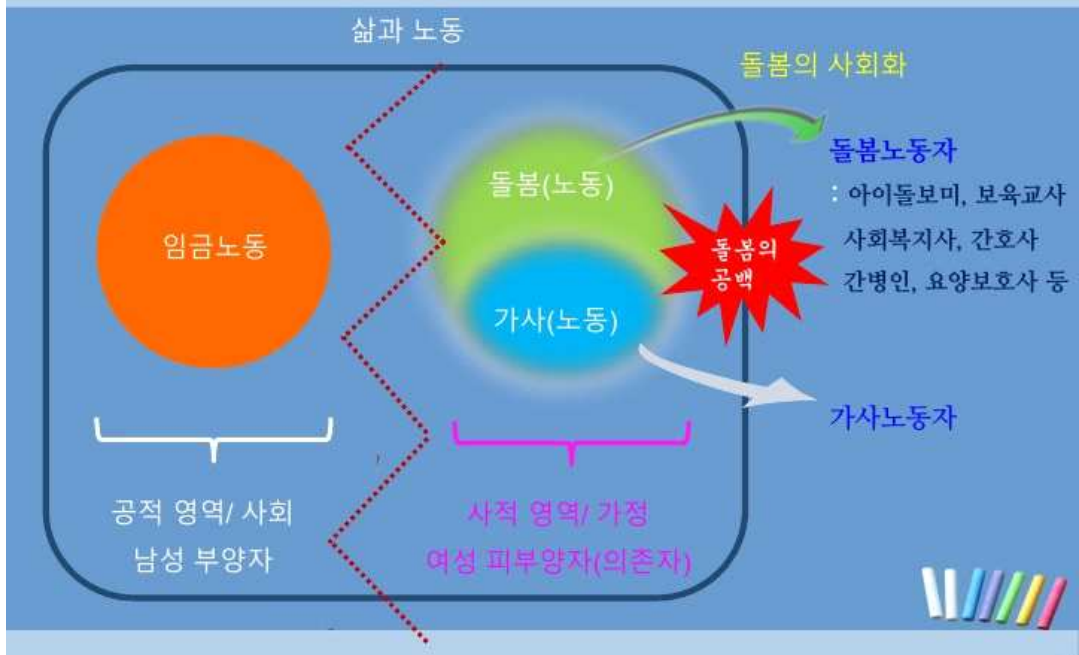 삶과 노동
돌봄의 사회화
돌봄노동자
: 아이돌보미, 보육교사
사회복지사, 간호사
간병인, 요양보호사 등
돌봄(노동)
임금노동
돌봄의
공백
가사(노동)
가사노동자
공적 영역/ 사회
남성 부양자
사적 영역/ 가정
여성 피부양자(의존자)